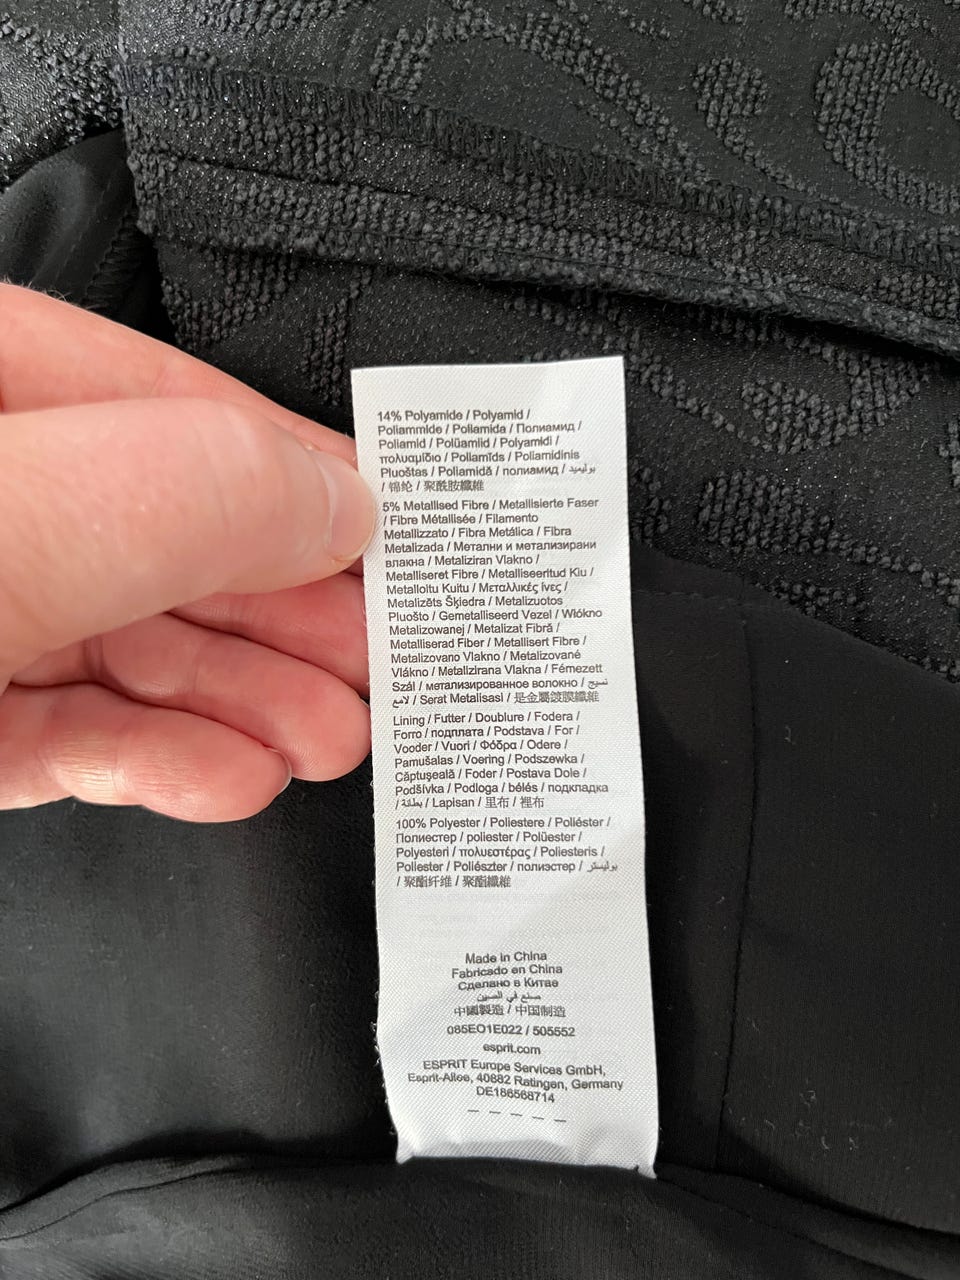 14% Polyamide / Polyamid /
Poliammide / Poliamida / Полиамид /
Poliamid / Polüamiid / Polyamidi /
πολυαμίδιο / Poliamīds / Poliamidinis
Pluoštas / Poliamidă / полиамид / بوليميد
/ 锦纶 / 聚酰胺纖維
5% Metallised Fibre / Metallisierte Faser
/ Fibre Métallisée / Filamento
Metallizzato / Fibra Metálica / Fibra
Metalizada / Метални и метализирани
влакна / Metaliziran Vlakno /
Metalliseret Fibre / Metalliseeritud Kiu /
Metalloitu Kuitu / Μεταλλικές ίνες /
Metalizēts Šķiedra / Metalizuotos
Pluošto / Gemetalliseerd Vezel / Włókno
Metalizowanej / Metalizat Fibră /
Metalliserad Fiber / Metallisert Fibre /
Metalizovano Vlakno / Metalizované
Vlákno / Metalizirana Vlakna / Fémezett
Szál / метализированное волокно / نسيج
لامع / Serat Metalisasi / 是金屬鍍膜纖維
Lining / Futter / Doublure / Fodera /
Forro / подплата / Podstava / For /
Vooder / Vuori / Φόδρα / Odere /
Pamušalas / Voering / Podszewka /
Căptuşeală / Foder / Postava Dole /
Podšívka / Podloga / bélés / подкладка
/ بطانة / Lapisan / 里布 / 裡布
100% Polyester / Poliestere / Poliéster /
Полиестер / poliester / Polüester /
Polyesteri / πολυεστέρας / Poliesteris /
Poliester / Poliészter / полиэстер / بوليستر
/ 聚酯纤维 / 聚酯纖維
Made in China
Fabricado en China
Сделано в Китае
صنع في الصين
中國製造 / 中国制造
085EO1E022 / 505552
esprit.com
ESPRIT Europe Services GmbH,
Esprit-Allee, 40882 Ratingen, Germany
DE186568714